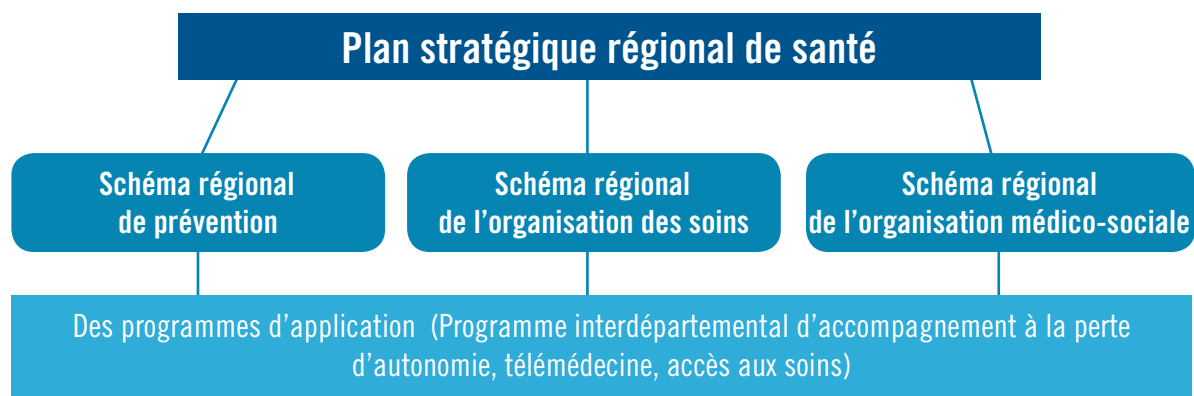 Plan stratégique régional de santé
Schéma régional
de prévention
Schéma régional
de l’organisation des soins
Schéma régional
de l’organisation médico-sociale
Des programmes d’application (Programme interdépartemental d’accompagnement à la perte
d’autonomie, télémédecine, accès aux soins)